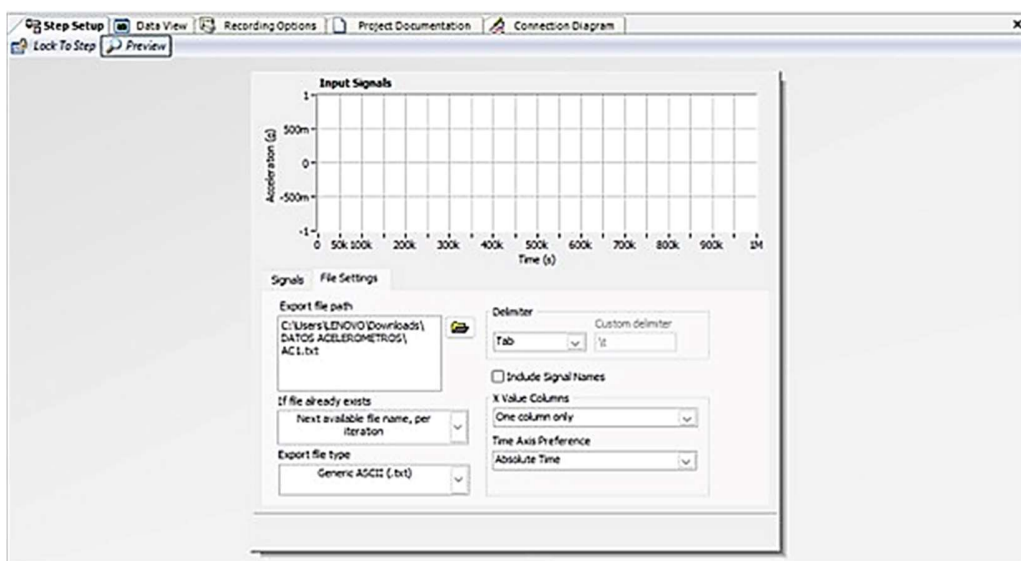 Step Setup Data View Recording Options Project Documentation Connection Diagram
Lock To Step Preview
Input Signals
1
500m
0
-500m
-1
Acceleration (g)
0 50k 100k 200k 300k 400k 500k 600k 700k 800k 900k 1M
Time (s)
Signals File Settings
Export file path
C:\Users\LENOVO\Downloads\
DATOS ACELEROMETROS\
AC1.txt
If file already exists
Next available file name, per
iteration
Export file type
Generic ASCII (.txt)
Delimiter
Custom delimiter
Tab
\t
Include Signal Names
X Value Columns
One column only
Time Axis Preference
Absolute Time